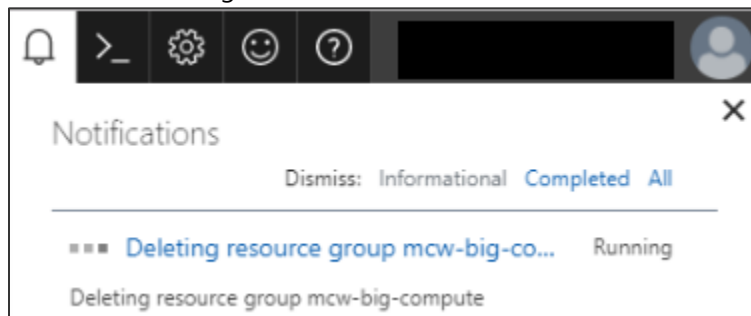 Notifications
Dismiss: Informational Completed All
Deleting resource group mcw-big-co... Running
Deleting resource group mcw-big-compute